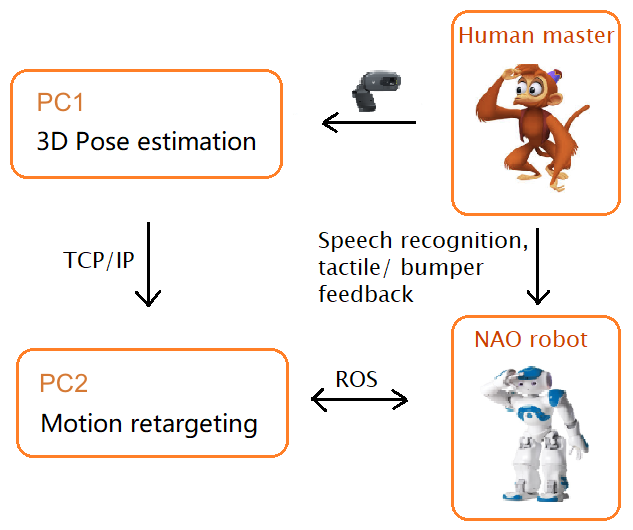 Human master
PC1
3D Pose estimation
TCP/IP
Speech recognition,
tactile/ bumper
feedback
NAO robot
PC2
Motion retargeting
ROS